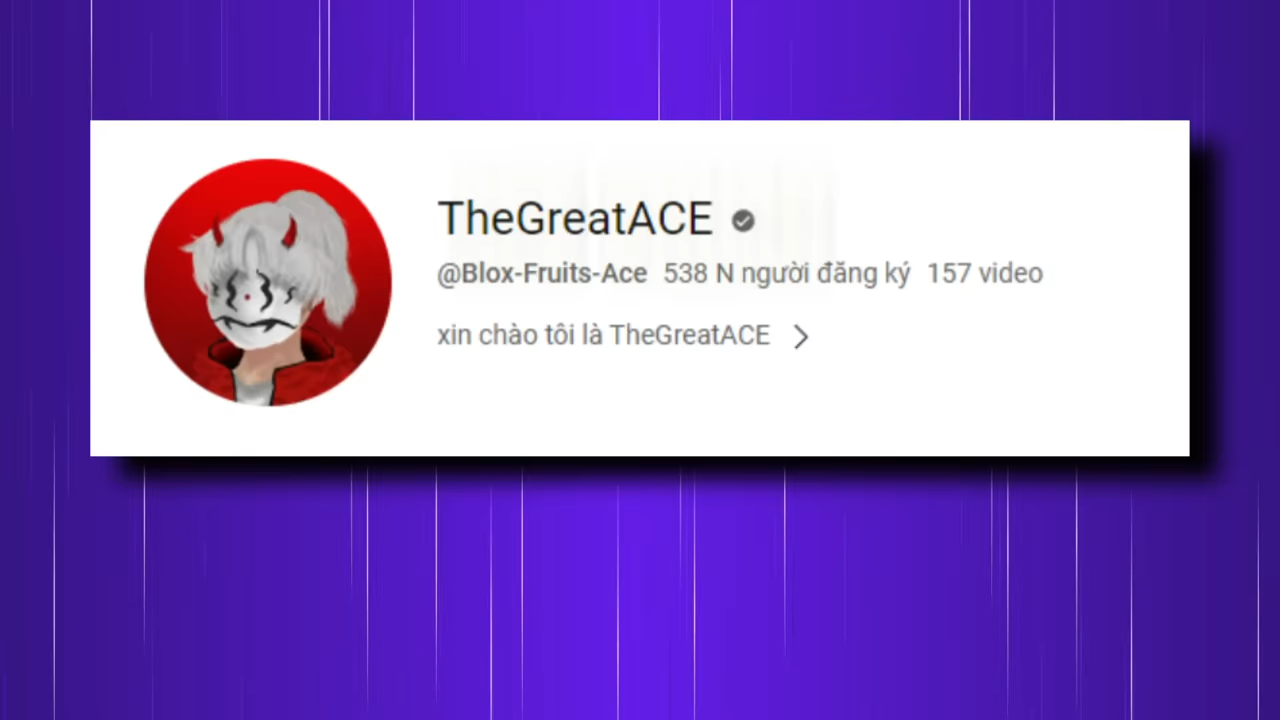 TheGreatACE
@Blox-Fruits-Ace 538 N người đăng ký 157 video
xin chào tôi là TheGreatACE